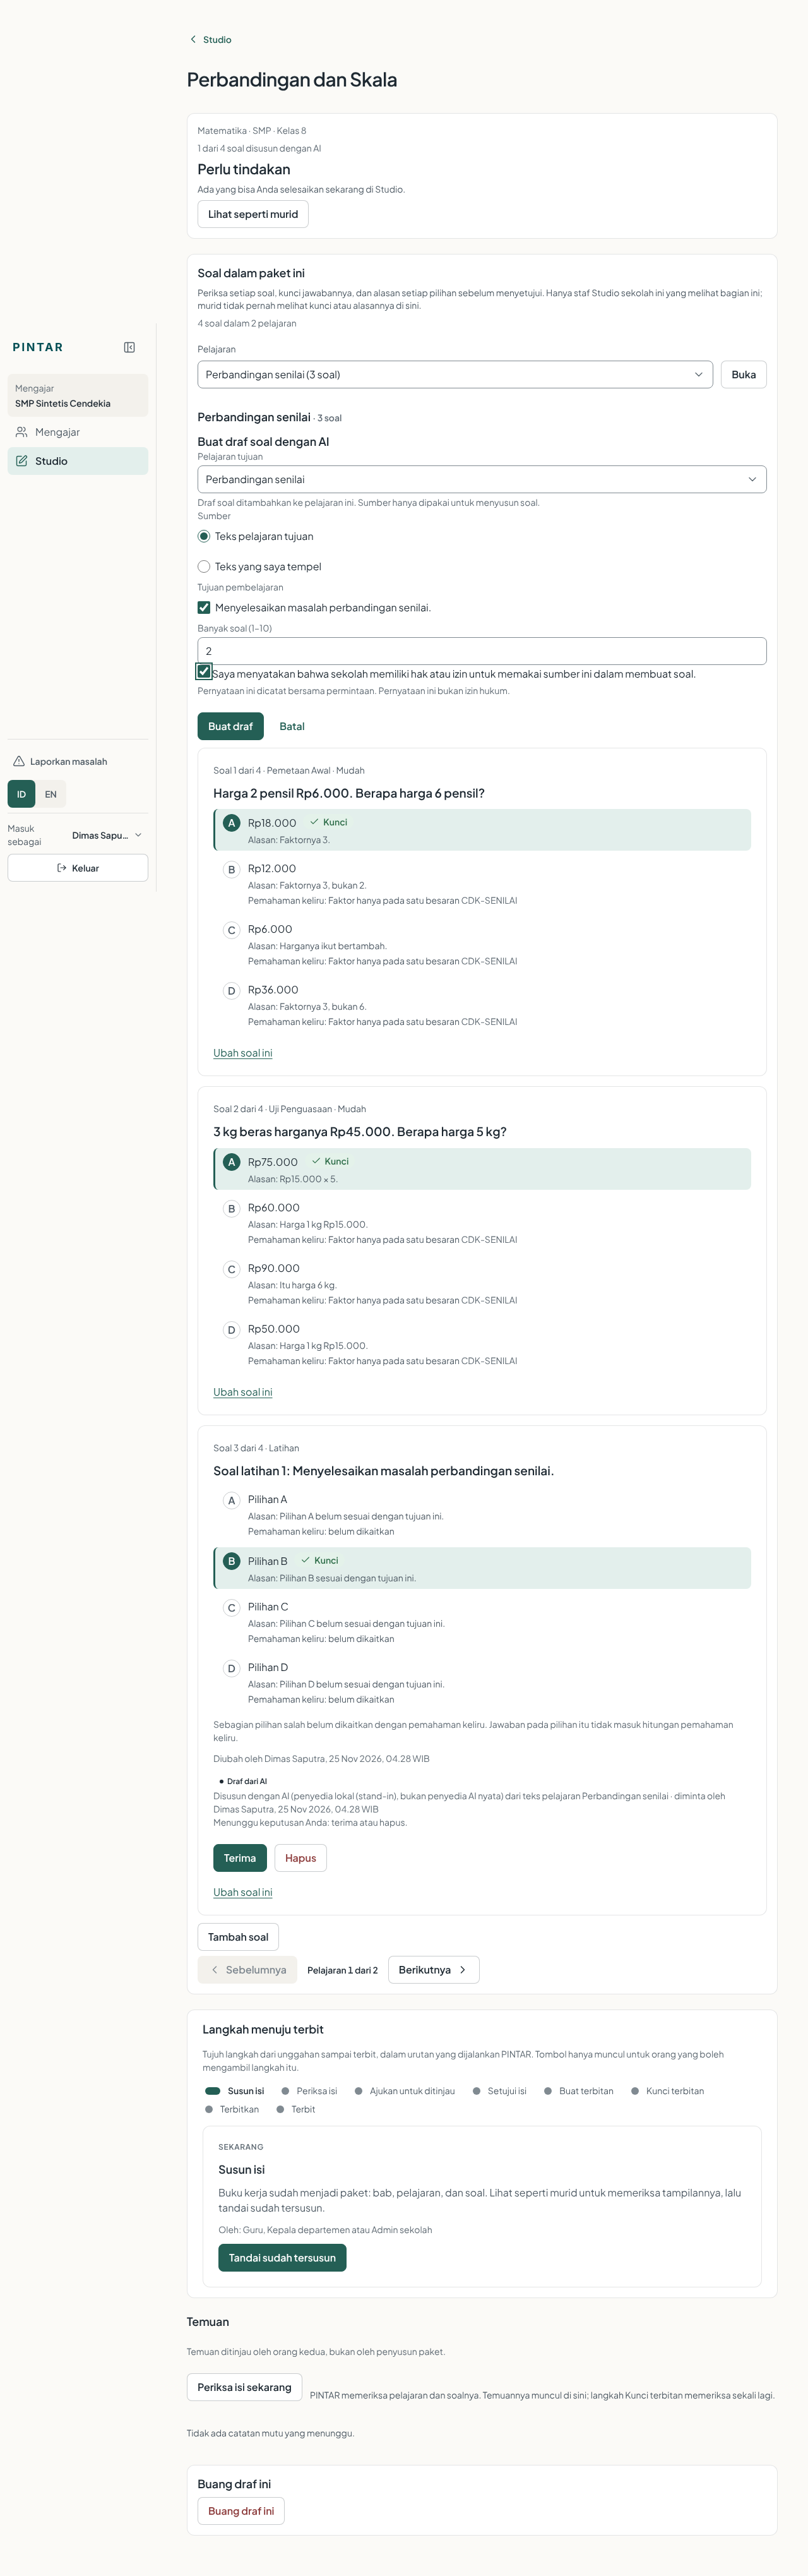 Studio
Perbandingan dan Skala
Matematika · SMP · Kelas 8
1 dari 4 soal disusun dengan AI
Perlu tindakan
Ada yang bisa Anda selesaikan sekarang di Studio.
Lihat seperti murid
Soal dalam paket ini
Periksa setiap soal, kunci jawabannya, dan alasan setiap pilihan sebelum menyetujui. Hanya staf Studio sekolah ini yang melihat bagian ini;
murid tidak pernah melihat kunci atau alasannya di sini.
4 soal dalam 2 pelajaran
PINTAR
Mengajar
SMP Sintetis Cendekia
Mengajar
Studio
Laporkan masalah
ID EN
Masuk
sebagai
Dimas Sapu...
Keluar
Pelajaran
Perbandingan senilai (3 soal)
Buka
Perbandingan senilai · 3 soal
Buat draf soal dengan AI
Pelajaran tujuan
Perbandingan senilai
Draf soal ditambahkan ke pelajaran ini. Sumber hanya dipakai untuk menyusun soal.
Sumber
Teks pelajaran tujuan
Teks yang saya tempel
Tujuan pembelajaran
Menyelesaikan masalah perbandingan senilai.
Banyak soal (1–10)
2
Saya menyatakan bahwa sekolah memiliki hak atau izin untuk memakai sumber ini dalam membuat soal.
Pernyataan ini dicatat bersama permintaan. Pernyataan ini bukan izin hukum.
Buat draf
Batal
Soal 1 dari 4 · Pemetaan Awal · Mudah
Harga 2 pensil Rp6.000. Berapa harga 6 pensil?
A Rp18.000 Kunci
Alasan: Faktornya 3.
B Rp12.000
Alasan: Faktornya 3, bukan 2.
Pemahaman keliru: Faktor hanya pada satu besaran CDK-SENILAI
C Rp6.000
Alasan: Harganya ikut bertambah.
Pemahaman keliru: Faktor hanya pada satu besaran CDK-SENILAI
D Rp36.000
Alasan: Faktornya 3, bukan 6.
Pemahaman keliru: Faktor hanya pada satu besaran CDK-SENILAI
Ubah soal ini
Soal 2 dari 4 · Uji Penguasaan · Mudah
3 kg beras harganya Rp45.000. Berapa harga 5 kg?
A Rp75.000 Kunci
Alasan: Rp15.000 × 5.
B Rp60.000
Alasan: Harga 1 kg Rp15.000.
Pemahaman keliru: Faktor hanya pada satu besaran CDK-SENILAI
C Rp90.000
Alasan: Itu harga 6 kg.
Pemahaman keliru: Faktor hanya pada satu besaran CDK-SENILAI
D Rp50.000
Alasan: Harga 1 kg Rp15.000.
Pemahaman keliru: Faktor hanya pada satu besaran CDK-SENILAI
Ubah soal ini
Soal 3 dari 4 · Latihan
Soal latihan 1: Menyelesaikan masalah perbandingan senilai.
A Pilihan A
Alasan: Pilihan A belum sesuai dengan tujuan ini.
Pemahaman keliru: belum dikaitkan
B Pilihan B Kunci
Alasan: Pilihan B sesuai dengan tujuan ini.
C Pilihan C
Alasan: Pilihan C belum sesuai dengan tujuan ini.
Pemahaman keliru: belum dikaitkan
D Pilihan D
Alasan: Pilihan D belum sesuai dengan tujuan ini.
Pemahaman keliru: belum dikaitkan
Sebagian pilihan salah belum dikaitkan dengan pemahaman keliru. Jawaban pada pilihan itu tidak masuk hitungan pemahaman
keliru.
Diubah oleh Dimas Saputra, 25 Nov 2026, 04.28 WIB
Draf dari AI
Disusun dengan AI (penyedia lokal (stand-in), bukan penyedia AI nyata) dari teks pelajaran Perbandingan senilai · diminta oleh
Dimas Saputra, 25 Nov 2026, 04.28 WIB
Menunggu keputusan Anda: terima atau hapus.
Terima
Hapus
Ubah soal ini
Tambah soal
Sebelumnya
Pelajaran 1 dari 2
Berikutnya
Langkah menuju terbit
Tujuh langkah dari unggahan sampai terbit, dalam urutan yang dijalankan PINTAR. Tombol hanya muncul untuk orang yang boleh
mengambil langkah itu.
Susun isi Periksa isi Ajukan untuk ditinjau Setujui isi Buat terbitan Kunci terbitan
Terbitkan Terbit
SEKARANG
Susun isi
Buku kerja sudah menjadi paket: bab, pelajaran, dan soal. Lihat seperti murid untuk memeriksa tampilannya, lalu
tandai sudah tersusun.
Oleh: Guru, Kepala departemen atau Admin sekolah
Tandai sudah tersusun
Temuan
Temuan ditinjau oleh orang kedua, bukan oleh penyusun paket.
Periksa isi sekarang
PINTAR memeriksa pelajaran dan soalnya. Temuannya muncul di sini; langkah Kunci terbitan memeriksa sekali lagi.
Tidak ada catatan mutu yang menunggu.
Buang draf ini
Buang draf ini